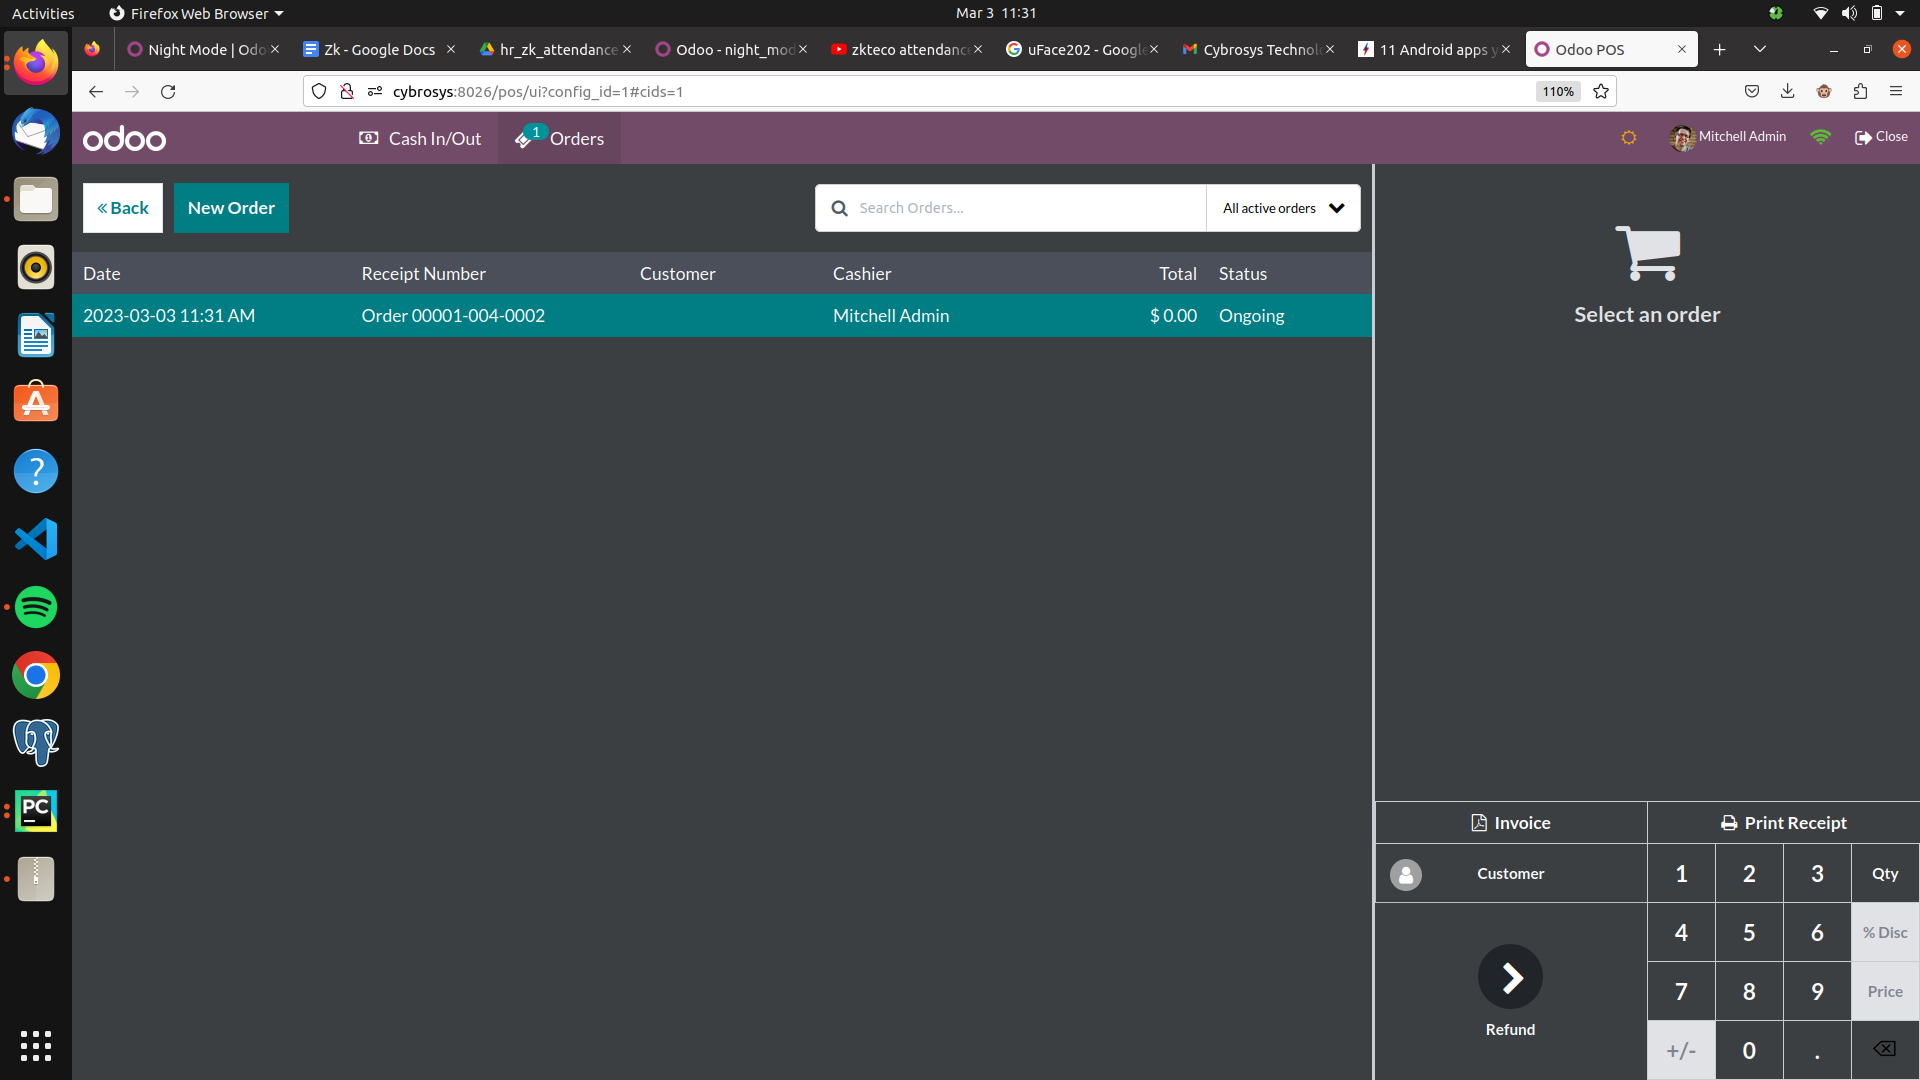 Activities
Firefox Web Browser
Mar 3 11:31
Night Mode | Odo
Zk - Google Docs
hr_zk_attendance
Odoo - night_mod
zkteco attendanc
uFace202 - Google
Cybrosys Technol
11 Android apps y
Odoo POS
cybrosys:8026/pos/ui?config_id=1#cids=1
110%
odoo
Cash In/Out
1
Orders
Mitchell Admin
Close
Back
New Order
Search Orders...
All active orders
Date Receipt Number Customer Cashier Total Status
2023-03-03 11:31 AM Order 00001-004-0002 Mitchell Admin $ 0.00 Ongoing
Select an order
Invoice
Print Receipt
Customer
1 2 3 Qty
4 5 6 % Disc
7 8 9 Price
+/- 0 .
Refund
PC